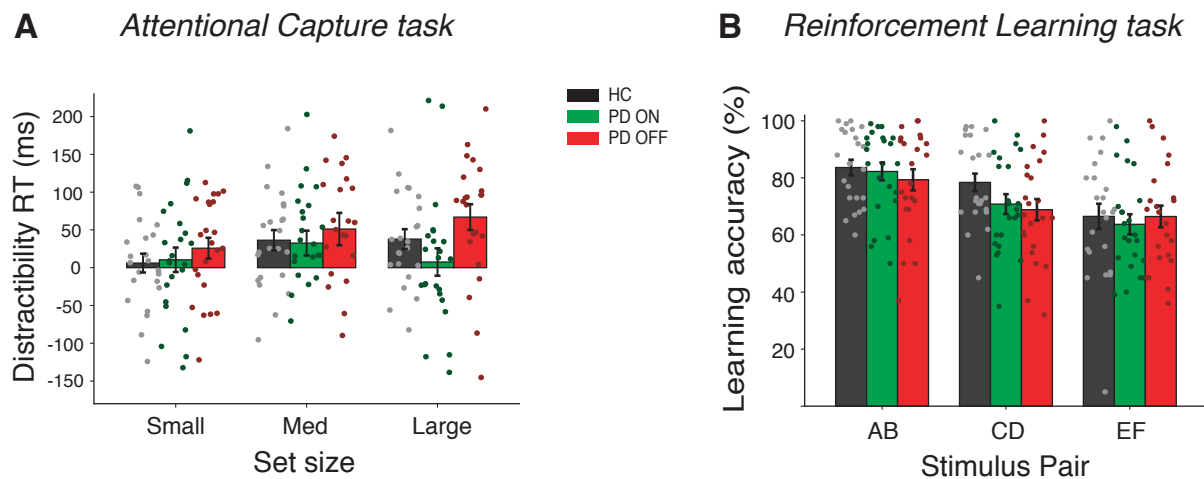 A Attentional Capture task
Distractibility RT (ms)
200
150
100
50
0
-50
-100
-150
Small Med Large
Set size
HC
PD ON
PD OFF
B Reinforcement Learning task
Learning accuracy (%)
100
80
60
40
20
AB CD EF
Stimulus Pair